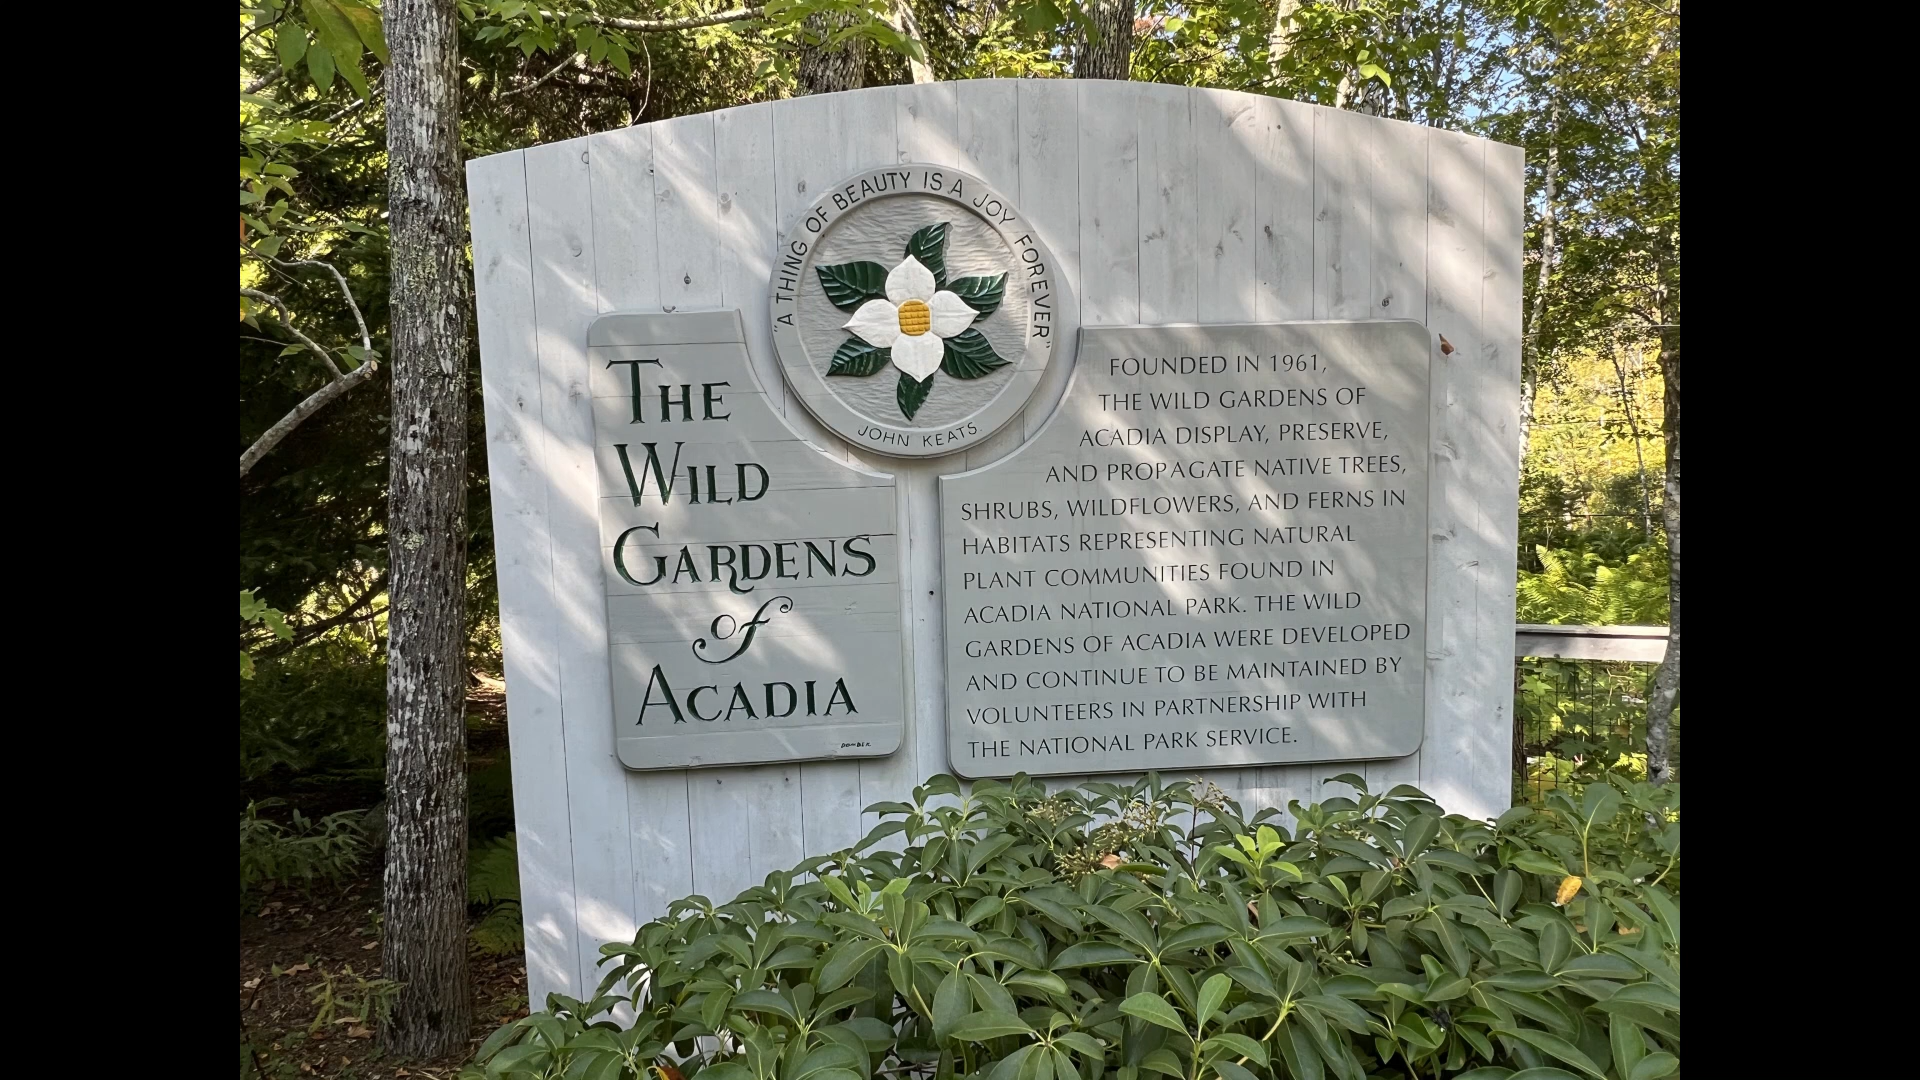 "A THING OF BEAUTY IS A JOY FOREVER"
JOHN KEATS.
THE
WILD
GARDENS
of
ACADIA
FOUNDED IN 1961,
THE WILD GARDENS OF
ACADIA DISPLAY, PRESERVE,
AND PROPAGATE NATIVE TREES,
SHRUBS, WILDFLOWERS, AND FERNS IN
HABITATS REPRESENTING NATURAL
PLANT COMMUNITIES FOUND IN
ACADIA NATIONAL PARK. THE WILD
GARDENS OF ACADIA WERE DEVELOPED
AND CONTINUE TO BE MAINTAINED BY
VOLUNTEERS IN PARTNERSHIP WITH
THE NATIONAL PARK SERVICE.